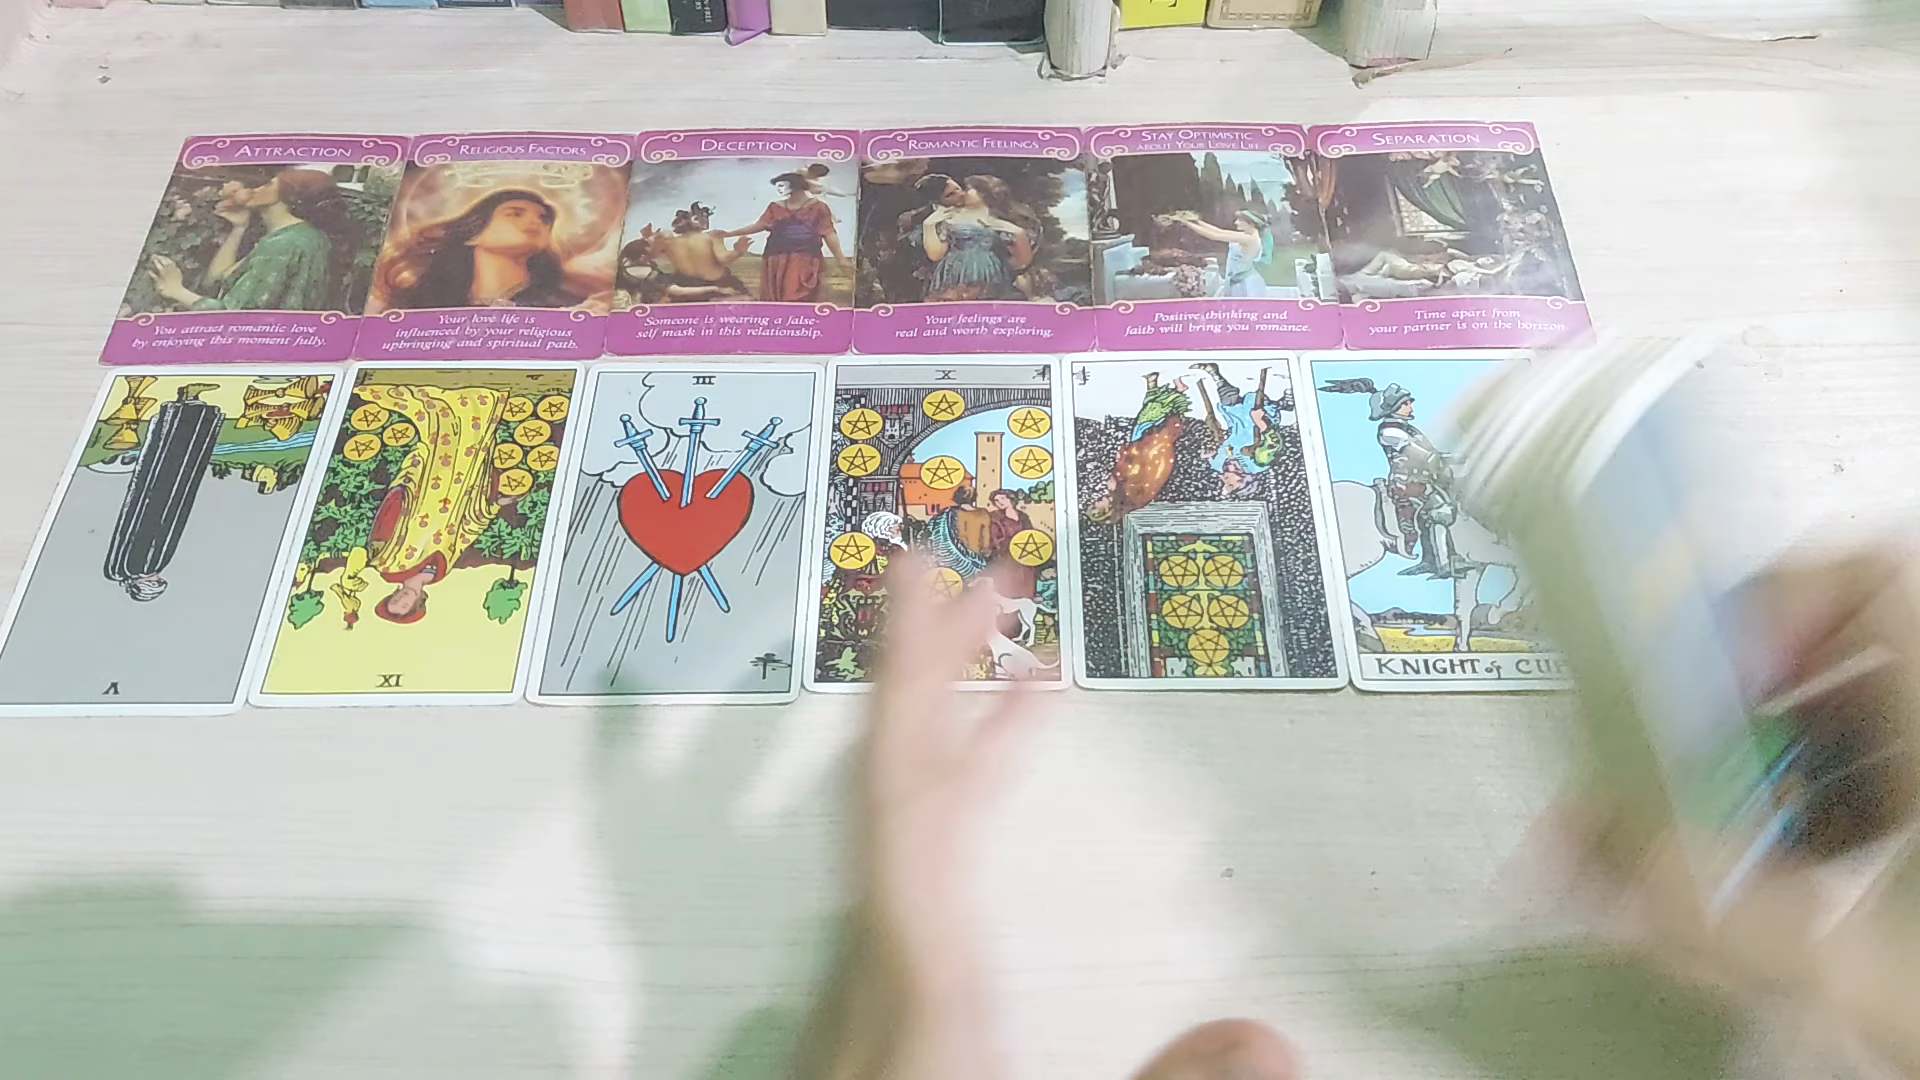 ATTRACTION
You attract romantic love
by enjoying this moment fully.
RELIGIOUS FACTORS
Your love life is
influenced by your religious
upbringing and spiritual path.
DECEPTION
Someone is wearing a false-
self mask in this relationship.
ROMANTIC FEELINGS
Your feelings are
real and worth exploring.
STAY OPTIMISTIC
ABOUT YOUR LOVE LIFE
Positive thinking and
faith will bring you romance.
SEPARATION
Time apart from
your partner is on the horizon
V
IX
III
X
KNIGHT of CUP